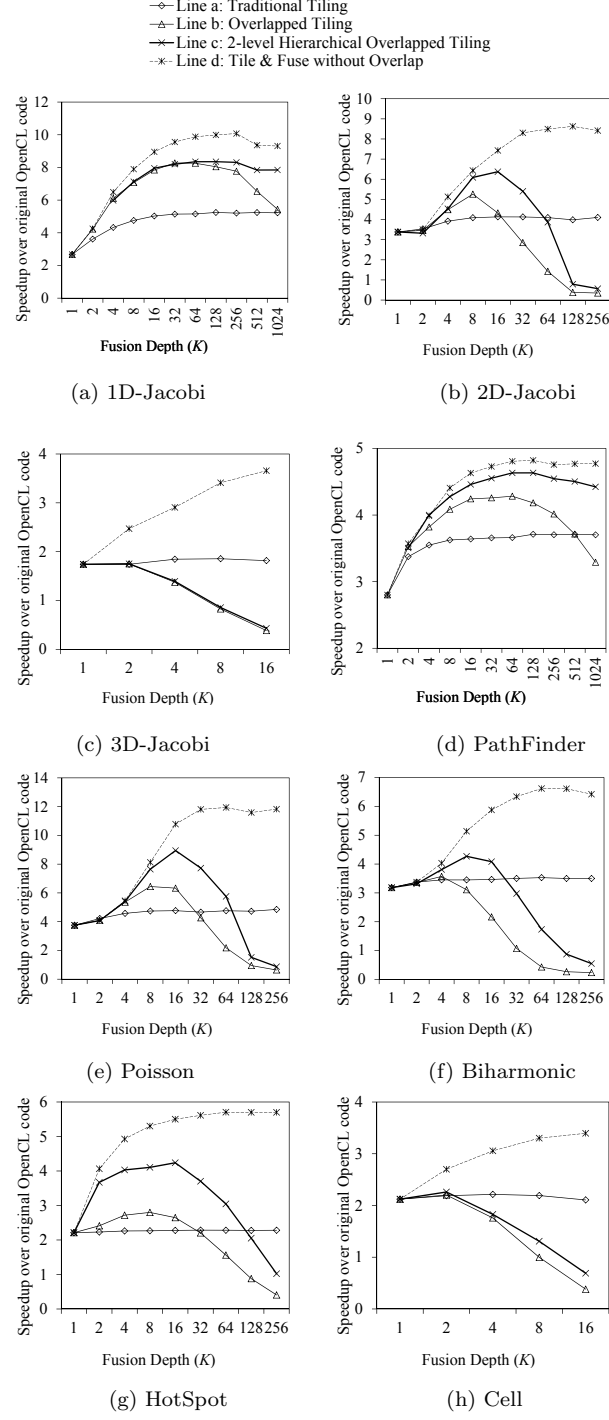 Line a: Traditional Tiling
Line b: Overlapped Tiling
Line c: 2-level Hierarchical Overlapped Tiling
Line d: Tile & Fuse without Overlap
Speedup over original OpenCL code
12
10
8
6
4
2
0
1 2 4 8 16 32 64 128 256 512 1024
Fusion Depth (K)
(a) 1D-Jacobi
Speedup over original OpenCL code
10
9
8
7
6
5
4
3
2
1
0
1 2 4 8 16 32 64 128 256
Fusion Depth (K)
(b) 2D-Jacobi
Speedup over original OpenCL code
4
3
2
1
0
1 2 4 8 16
Fusion Depth (K)
(c) 3D-Jacobi
Speedup over original OpenCL code
5
4
3
2
1 2 4 8 16 32 64 128 256 512 1024
Fusion Depth (K)
(d) PathFinder
Speedup over original OpenCL code
14
12
10
8
6
4
2
0
1 2 4 8 16 32 64 128 256
Fusion Depth (K)
(e) Poisson
Speedup over original OpenCL code
7
6
5
4
3
2
1
0
1 2 4 8 16 32 64 128 256
Fusion Depth (K)
(f) Biharmonic
Speedup over original OpenCL code
6
5
4
3
2
1
0
1 2 4 8 16 32 64 128 256
Fusion Depth (K)
(g) HotSpot
Speedup over original OpenCL code
4
3
2
1
0
1 2 4 8 16
Fusion Depth (K)
(h) Cell